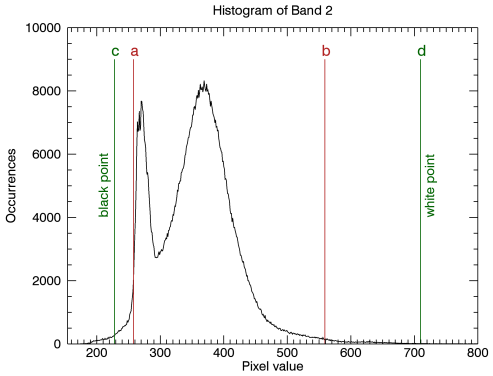 Histogram of Band 2
10000
8000
6000
4000
2000
0
Occurrences
c
a
b
d
black point
white point
200
300
400
500
600
700
800
Pixel value